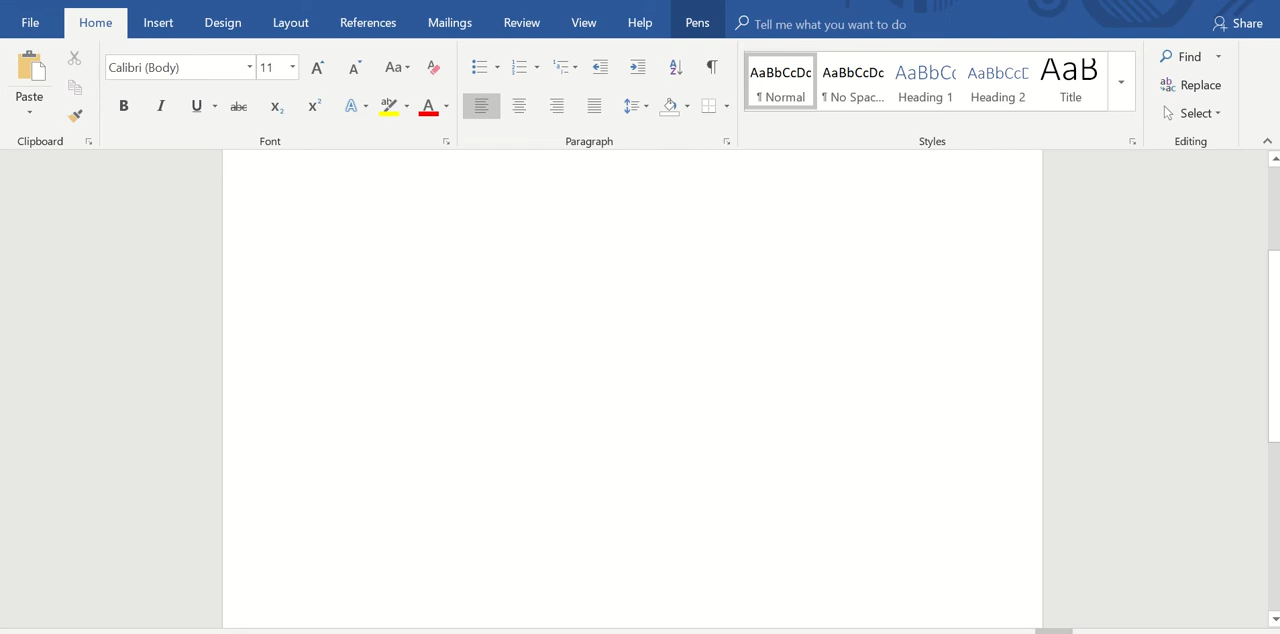 File Home Insert Design Layout References Mailings Review View Help Pens Tell me what you want to do Share
Calibri (Body) 11 Aa AaBbCcDc AaBbCcDc AaBbCc AaBbCcD AaB Find
Paste ¶ Normal ¶ No Spac... Heading 1 Heading 2 Title Replace
B I U abc X₂ X² A ab A Select
Clipboard Font Paragraph Styles Editing